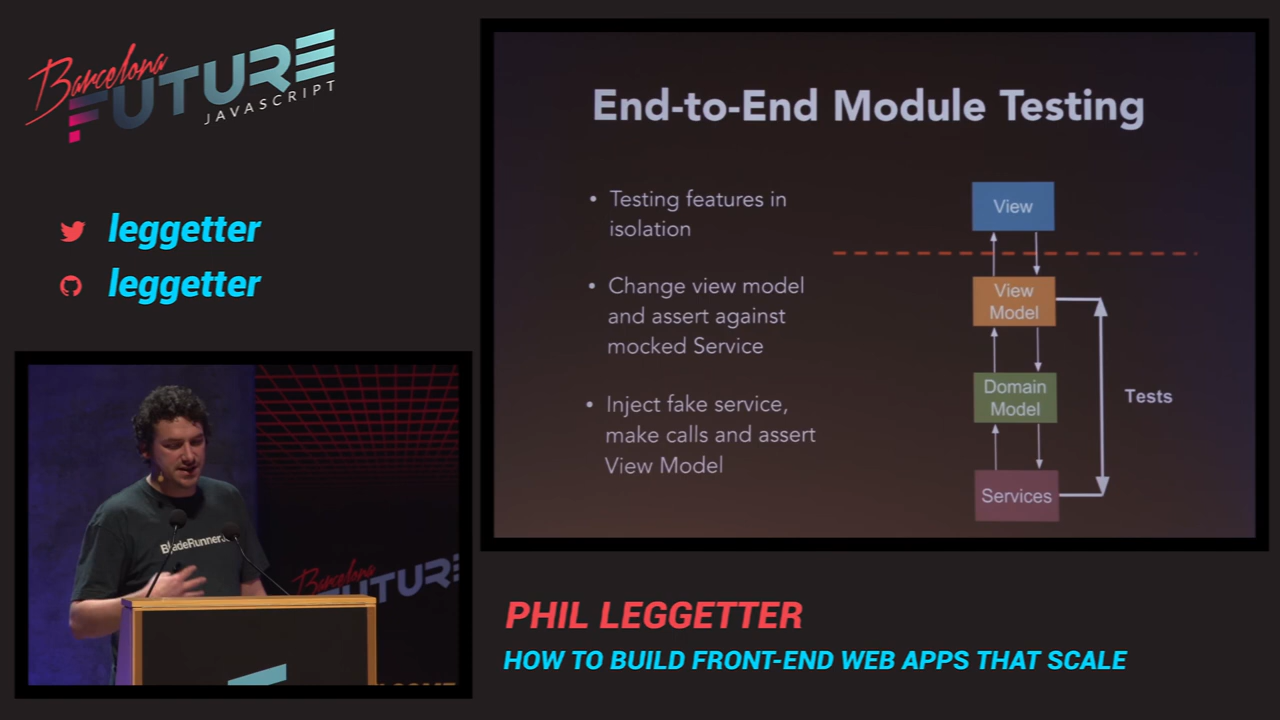 Barcelona
FUTURE
JAVASCRIPT
leggetter
leggetter
End-to-End Module Testing
• Testing features in
isolation
• Change view model
and assert against
mocked Service
• Inject fake service,
make calls and assert
View Model
View
View
Model
Domain
Model
Services
Tests
Barcelona
FUTURE
PHIL LEGGETTER
HOW TO BUILD FRONT-END WEB APPS THAT SCALE